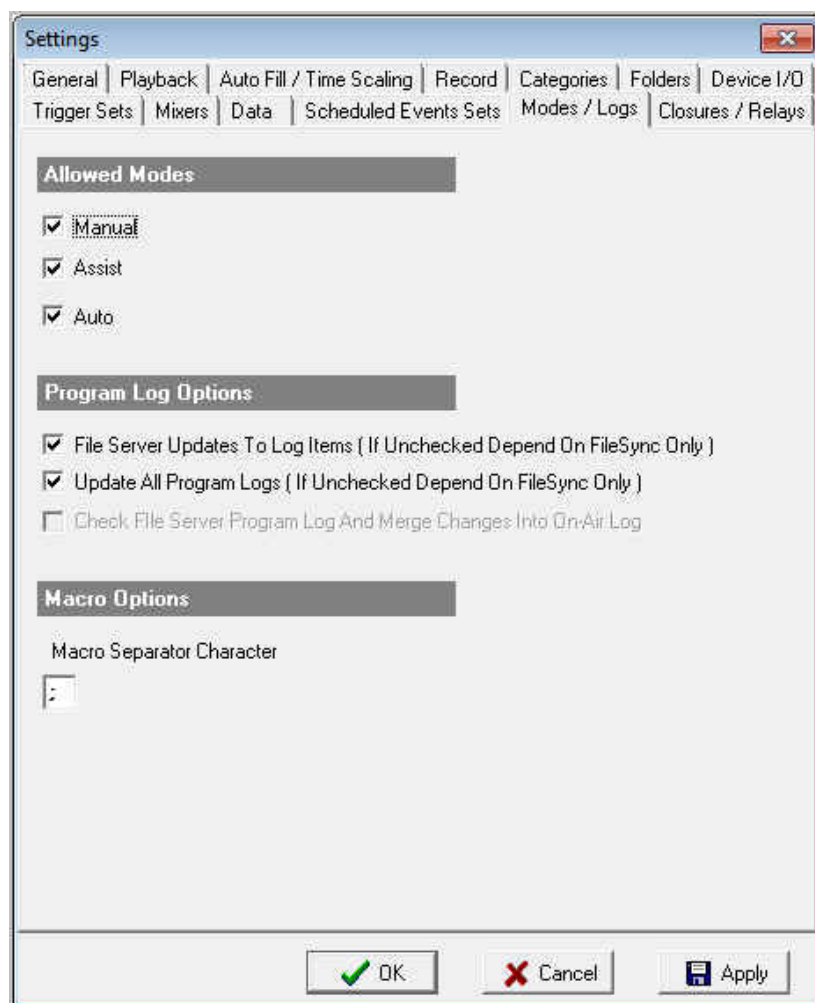 Settings
General Playback Auto Fill / Time Scaling Record Categories Folders Device I/O
Trigger Sets Mixers Data Scheduled Events Sets Modes / Logs Closures / Relays
Allowed Modes
Manual
Assist
Auto
Program Log Options
File Server Updates To Log Items ( If Unchecked Depend On FileSync Only )
Update All Program Logs ( If Unchecked Depend On FileSync Only )
Check FIle Server Program Log And Merge Changes Into On-Air Log
Macro Options
Macro Separator Character
;
OK Cancel Apply